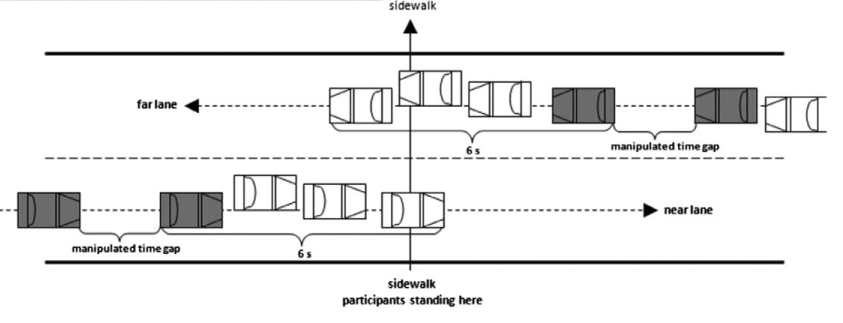 sidewalk
far lane
6 s
manipulated time gap
near lane
manipulated time gap
6 s
sidewalk
participants standing here